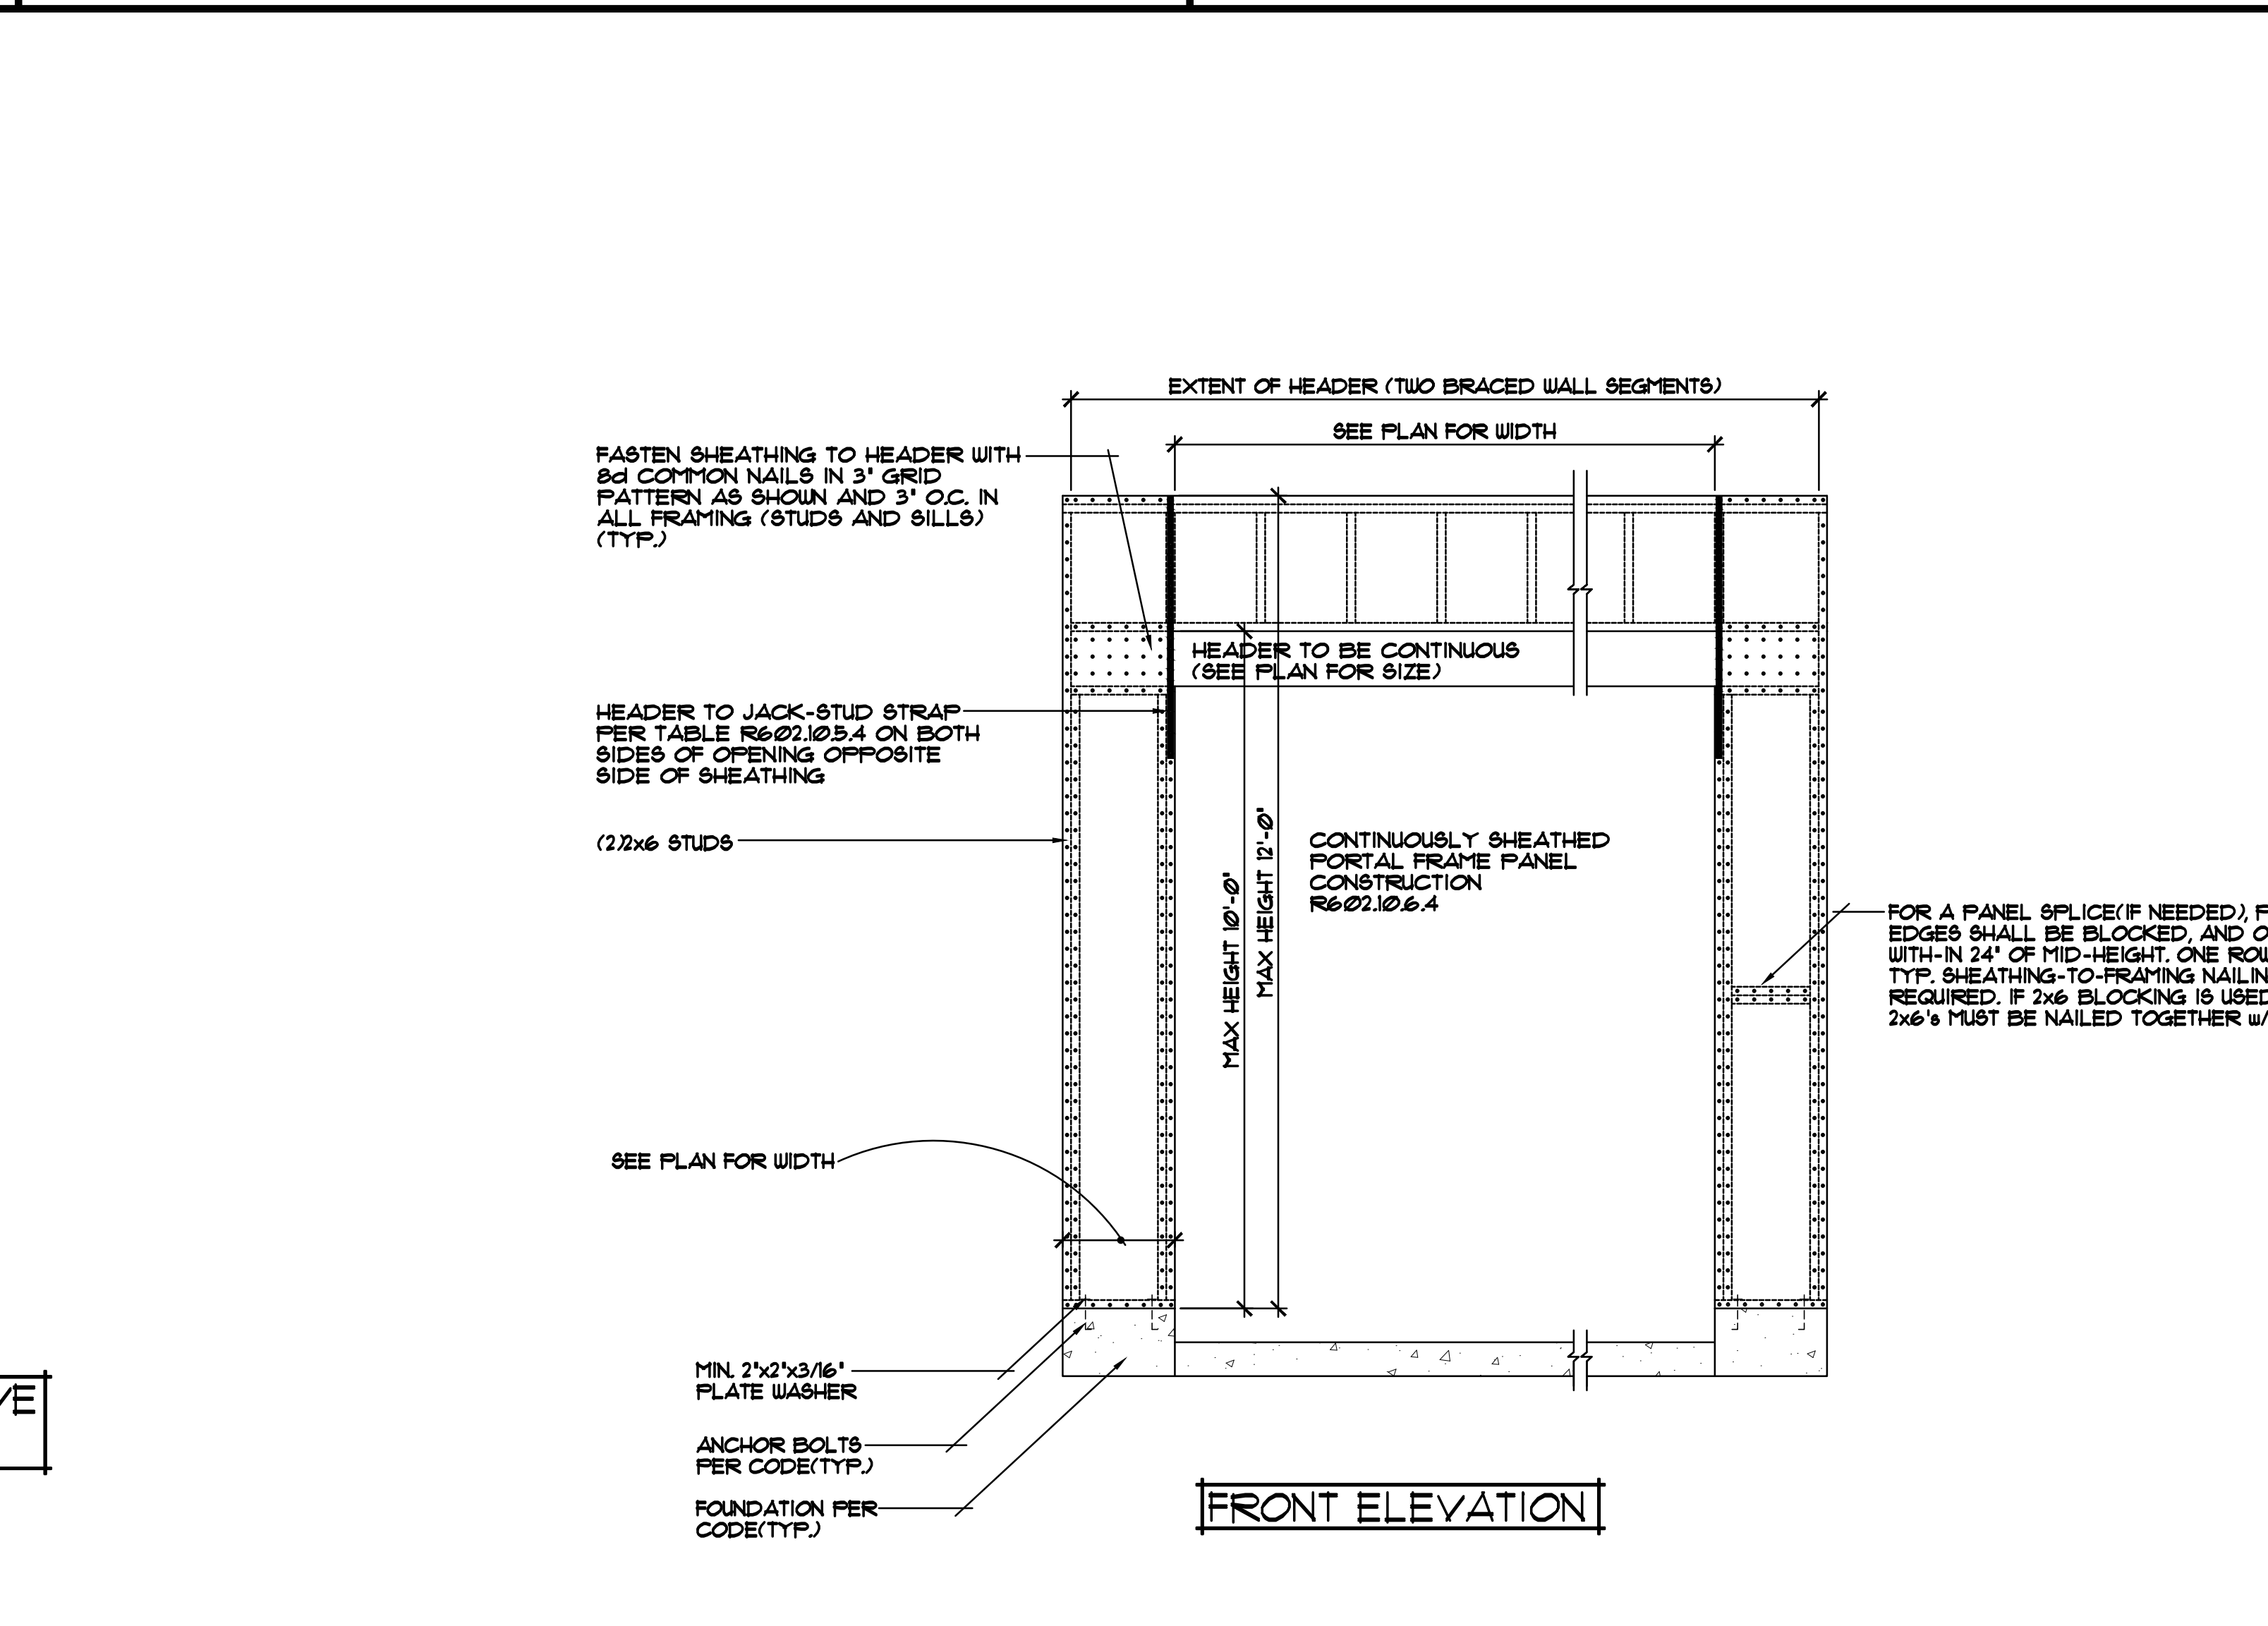 EXTENT OF HEADER (TWO BRACED WALL SEGMENTS)
SEE PLAN FOR WIDTH
FASTEN SHEATHING TO HEADER WITH
8d COMMON NAILS IN 3" GRID
PATTERN AS SHOWN AND 3" O.C. IN
ALL FRAMING (STUDS AND SILLS)
(TYP.)
HEADER TO BE CONTINUOUS
(SEE PLAN FOR SIZE)
HEADER TO JACK-STUD STRAP
PER TABLE R602.10.5.4 ON BOTH
SIDES OF OPENING OPPOSITE
SIDE OF SHEATHING
(2)2x6 STUDS
MAX HEIGHT 10'-0"
MAX HEIGHT 12'-0"
CONTINUOUSLY SHEATHED
PORTAL FRAME PANEL
CONSTRUCTION
R602.10.6.4
FOR A PANEL SPLICE(IF NEEDED),
EDGES SHALL BE BLOCKED, AND
WITH-IN 24" OF MID-HEIGHT. ONE
TYP. SHEATHING-TO-FRAMING
REQUIRED. IF 2x6 BLOCKING IS
2x6's MUST BE NAILED TOGETHER w/
SEE PLAN FOR WIDTH
MIN. 2"x2"x3/16"
PLATE WASHER
ANCHOR BOLTS
PER CODE(TYP.)
FOUNDATION PER
CODE(TYP.)
FRONT ELEVATION